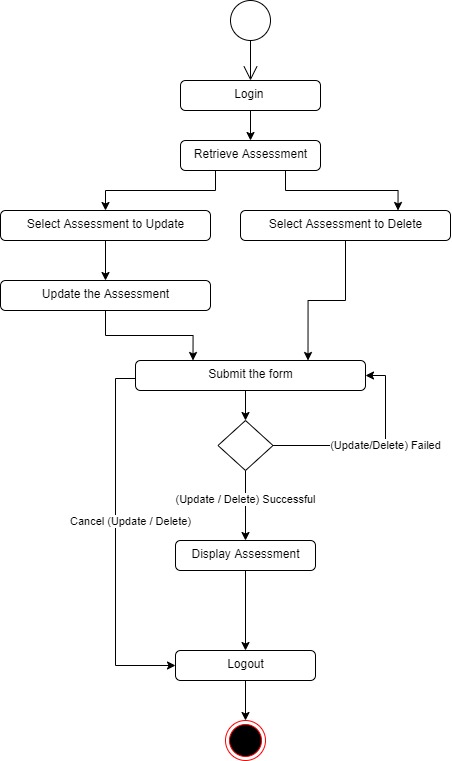 Login
Retrieve Assessment
Select Assessment to Update
Select Assessment to Delete
Update the Assessment
Submit the form
(Update/Delete) Failed
(Update / Delete) Successful
Cancel (Update / Delete)
Display Assessment
Logout